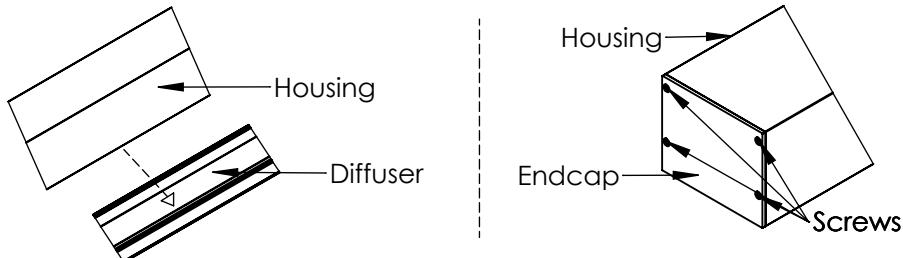 Housing
Diffuser
Housing
Endcap
Screws